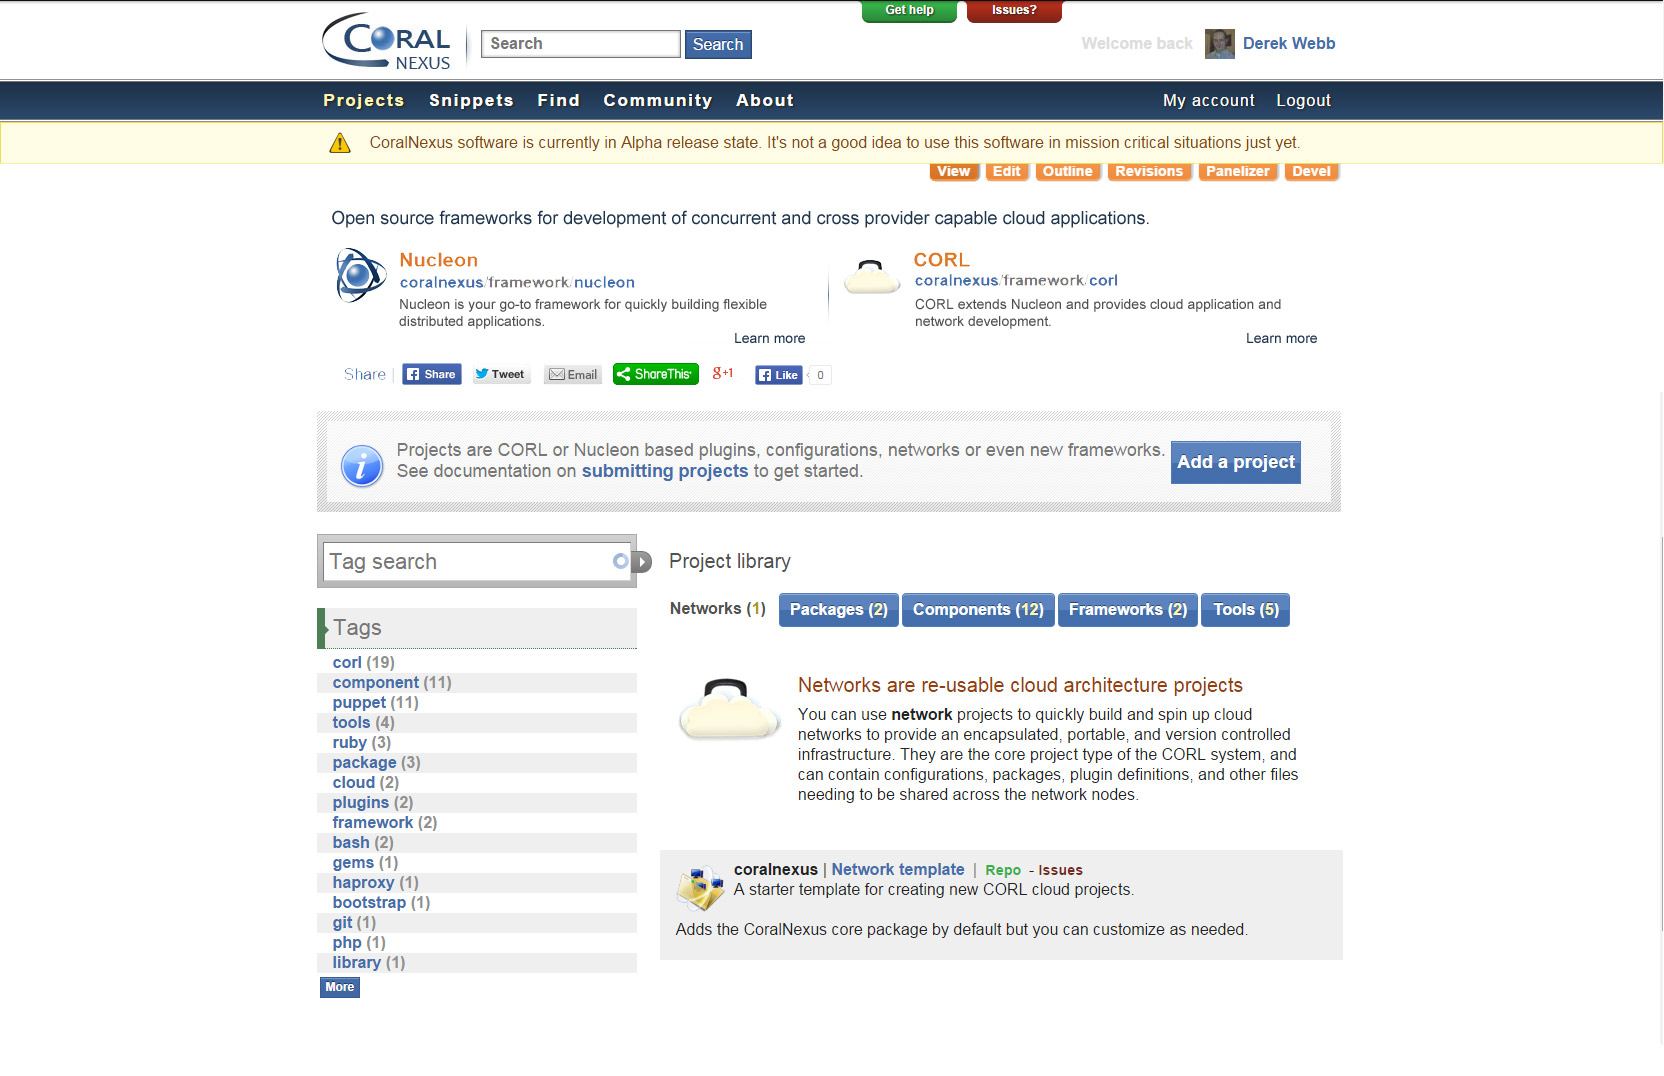 Get help
Issues?
CORAL
NEXUS
Search
Search
Welcome back
Derek Webb
Projects
Snippets
Find
Community
About
My account
Logout
CoralNexus software is currently in Alpha release state. It's not a good idea to use this software in mission critical situations just yet.
View
Edit
Outline
Revisions
Panelizer
Devel
Open source frameworks for development of concurrent and cross provider capable cloud applications.
Nucleon
coralnexus/framework/nucleon
Nucleon is your go-to framework for quickly building flexible
distributed applications.
Learn more
CORL
coralnexus/framework/corl
CORL extends Nucleon and provides cloud application and
network development.
Learn more
Share
Share
Tweet
Email
ShareThis
g+1
Like
0
Projects are CORL or Nucleon based plugins, configurations, networks or even new frameworks.
See documentation on submitting projects to get started.
Add a project
Tag search
Tags
corl (19)
component (11)
puppet (11)
tools (4)
ruby (3)
package (3)
cloud (2)
plugins (2)
framework (2)
bash (2)
gems (1)
haproxy (1)
bootstrap (1)
git (1)
php (1)
library (1)
More
Project library
Networks (1)
Packages (2)
Components (12)
Frameworks (2)
Tools (5)
Networks are re-usable cloud architecture projects
You can use network projects to quickly build and spin up cloud
networks to provide an encapsulated, portable, and version controlled
infrastructure. They are the core project type of the CORL system, and
can contain configurations, packages, plugin definitions, and other files
needing to be shared across the network nodes.
coralnexus | Network template | Repo - Issues
A starter template for creating new CORL cloud projects.
Adds the CoralNexus core package by default but you can customize as needed.